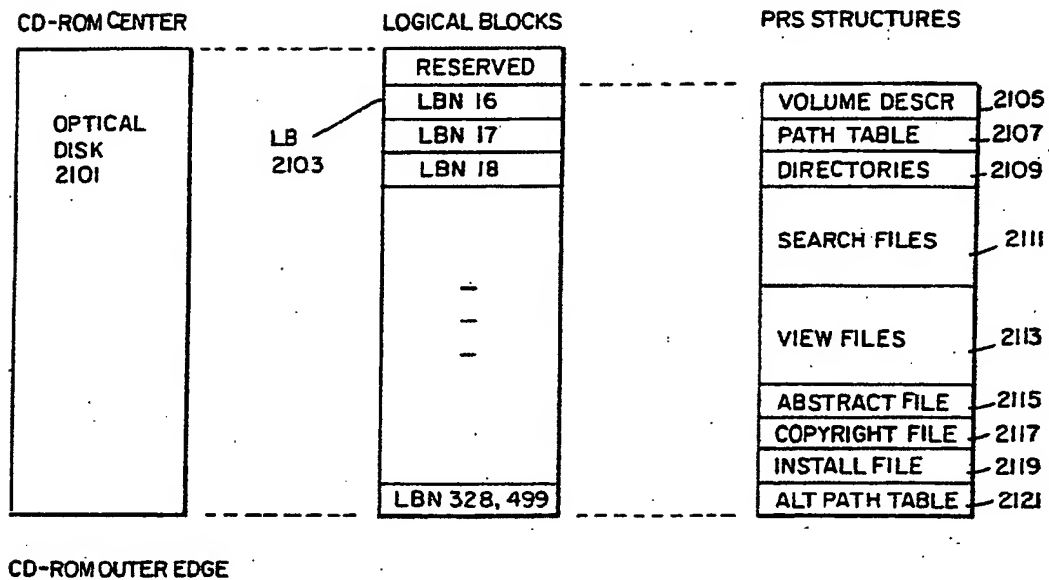 CD-ROM CENTER
LOGICAL BLOCKS
PRS STRUCTURES
OPTICAL
DISK
2101
LB
2103
RESERVED
LBN 16
LBN 17
LBN 18
LBN 328, 499
VOLUME DESCR 2105
PATH TABLE 2107
DIRECTORIES 2109
SEARCH FILES 2111
VIEW FILES 2113
ABSTRACT FILE 2115
COPYRIGHT FILE 2117
INSTALL FILE 2119
ALT PATH TABLE 2121
CD-ROM OUTER EDGE